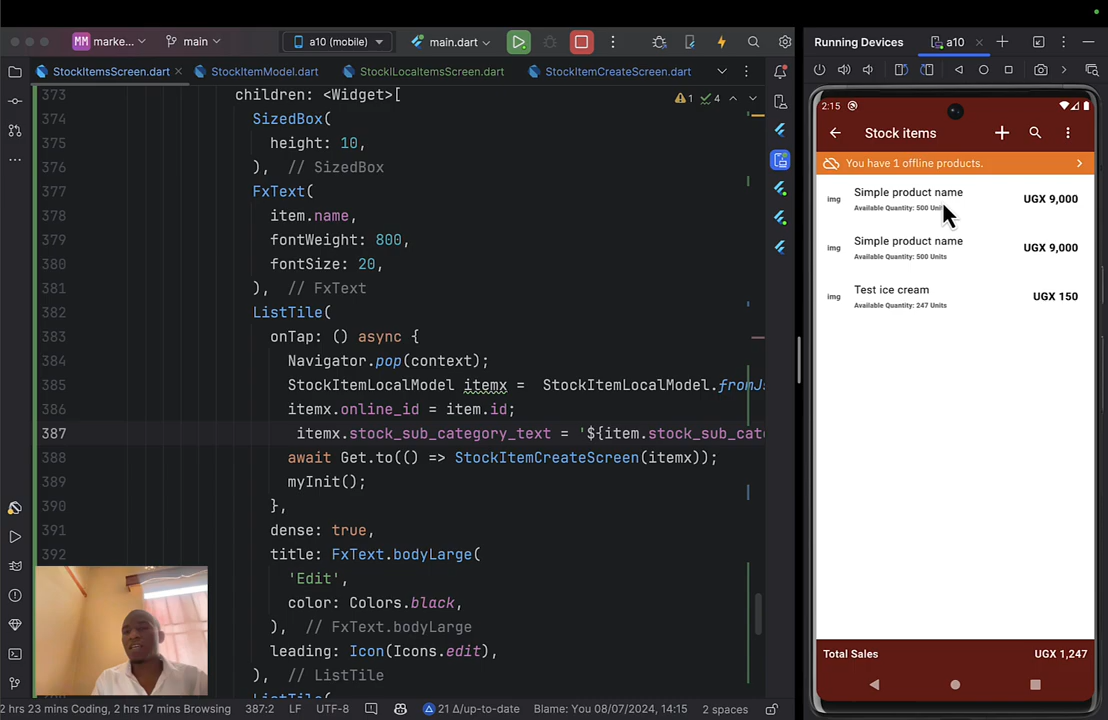 MM marke... main a10 (mobile) main.dart
StockItemsScreen.dart StockItemModel.dart StockILocaltemsScreen.dart StockItemCreateScreen.dart
373 children: <Widget>[
374 SizedBox(
375 height: 10,
376 ), // SizedBox
377 FxText(
378 item.name,
379 fontWeight: 800,
380 fontSize: 20,
381 ), // FxText
382 ListTile(
383 onTap: () async {
384 Navigator.pop(context);
385 StockItemLocalModel itemx = StockItemLocalModel.fromJs
386 itemx.online_id = item.id;
387 itemx.stock_sub_category_text = '${item.stock_sub_cate
388 await Get.to(() => StockItemCreateScreen(itemx));
389 myInit();
390 },
391 dense: true,
392 title: FxText.bodyLarge(
'Edit',
color: Colors.black,
), // FxText.bodyLarge
leading: Icon(Icons.edit),
), // ListTile
ListTile(
1 4
2 hrs 23 mins Coding, 2 hrs 17 mins Browsing 387:2 LF UTF-8 21 Δ/up-to-date Blame: You 08/07/2024, 14:15 2 spaces
Running Devices a10
2:15
Stock items
You have 1 offline products.
img Simple product name UGX 9,000
Available Quantity: 500 Units
img Simple product name UGX 9,000
Available Quantity: 500 Units
img Test ice cream UGX 150
Available Quantity: 247 Units
Total Sales UGX 1,247